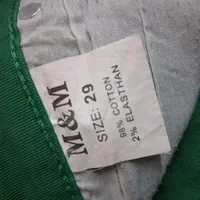 M&M
SIZE: 29
98% COTTON
2% ELASTHAN